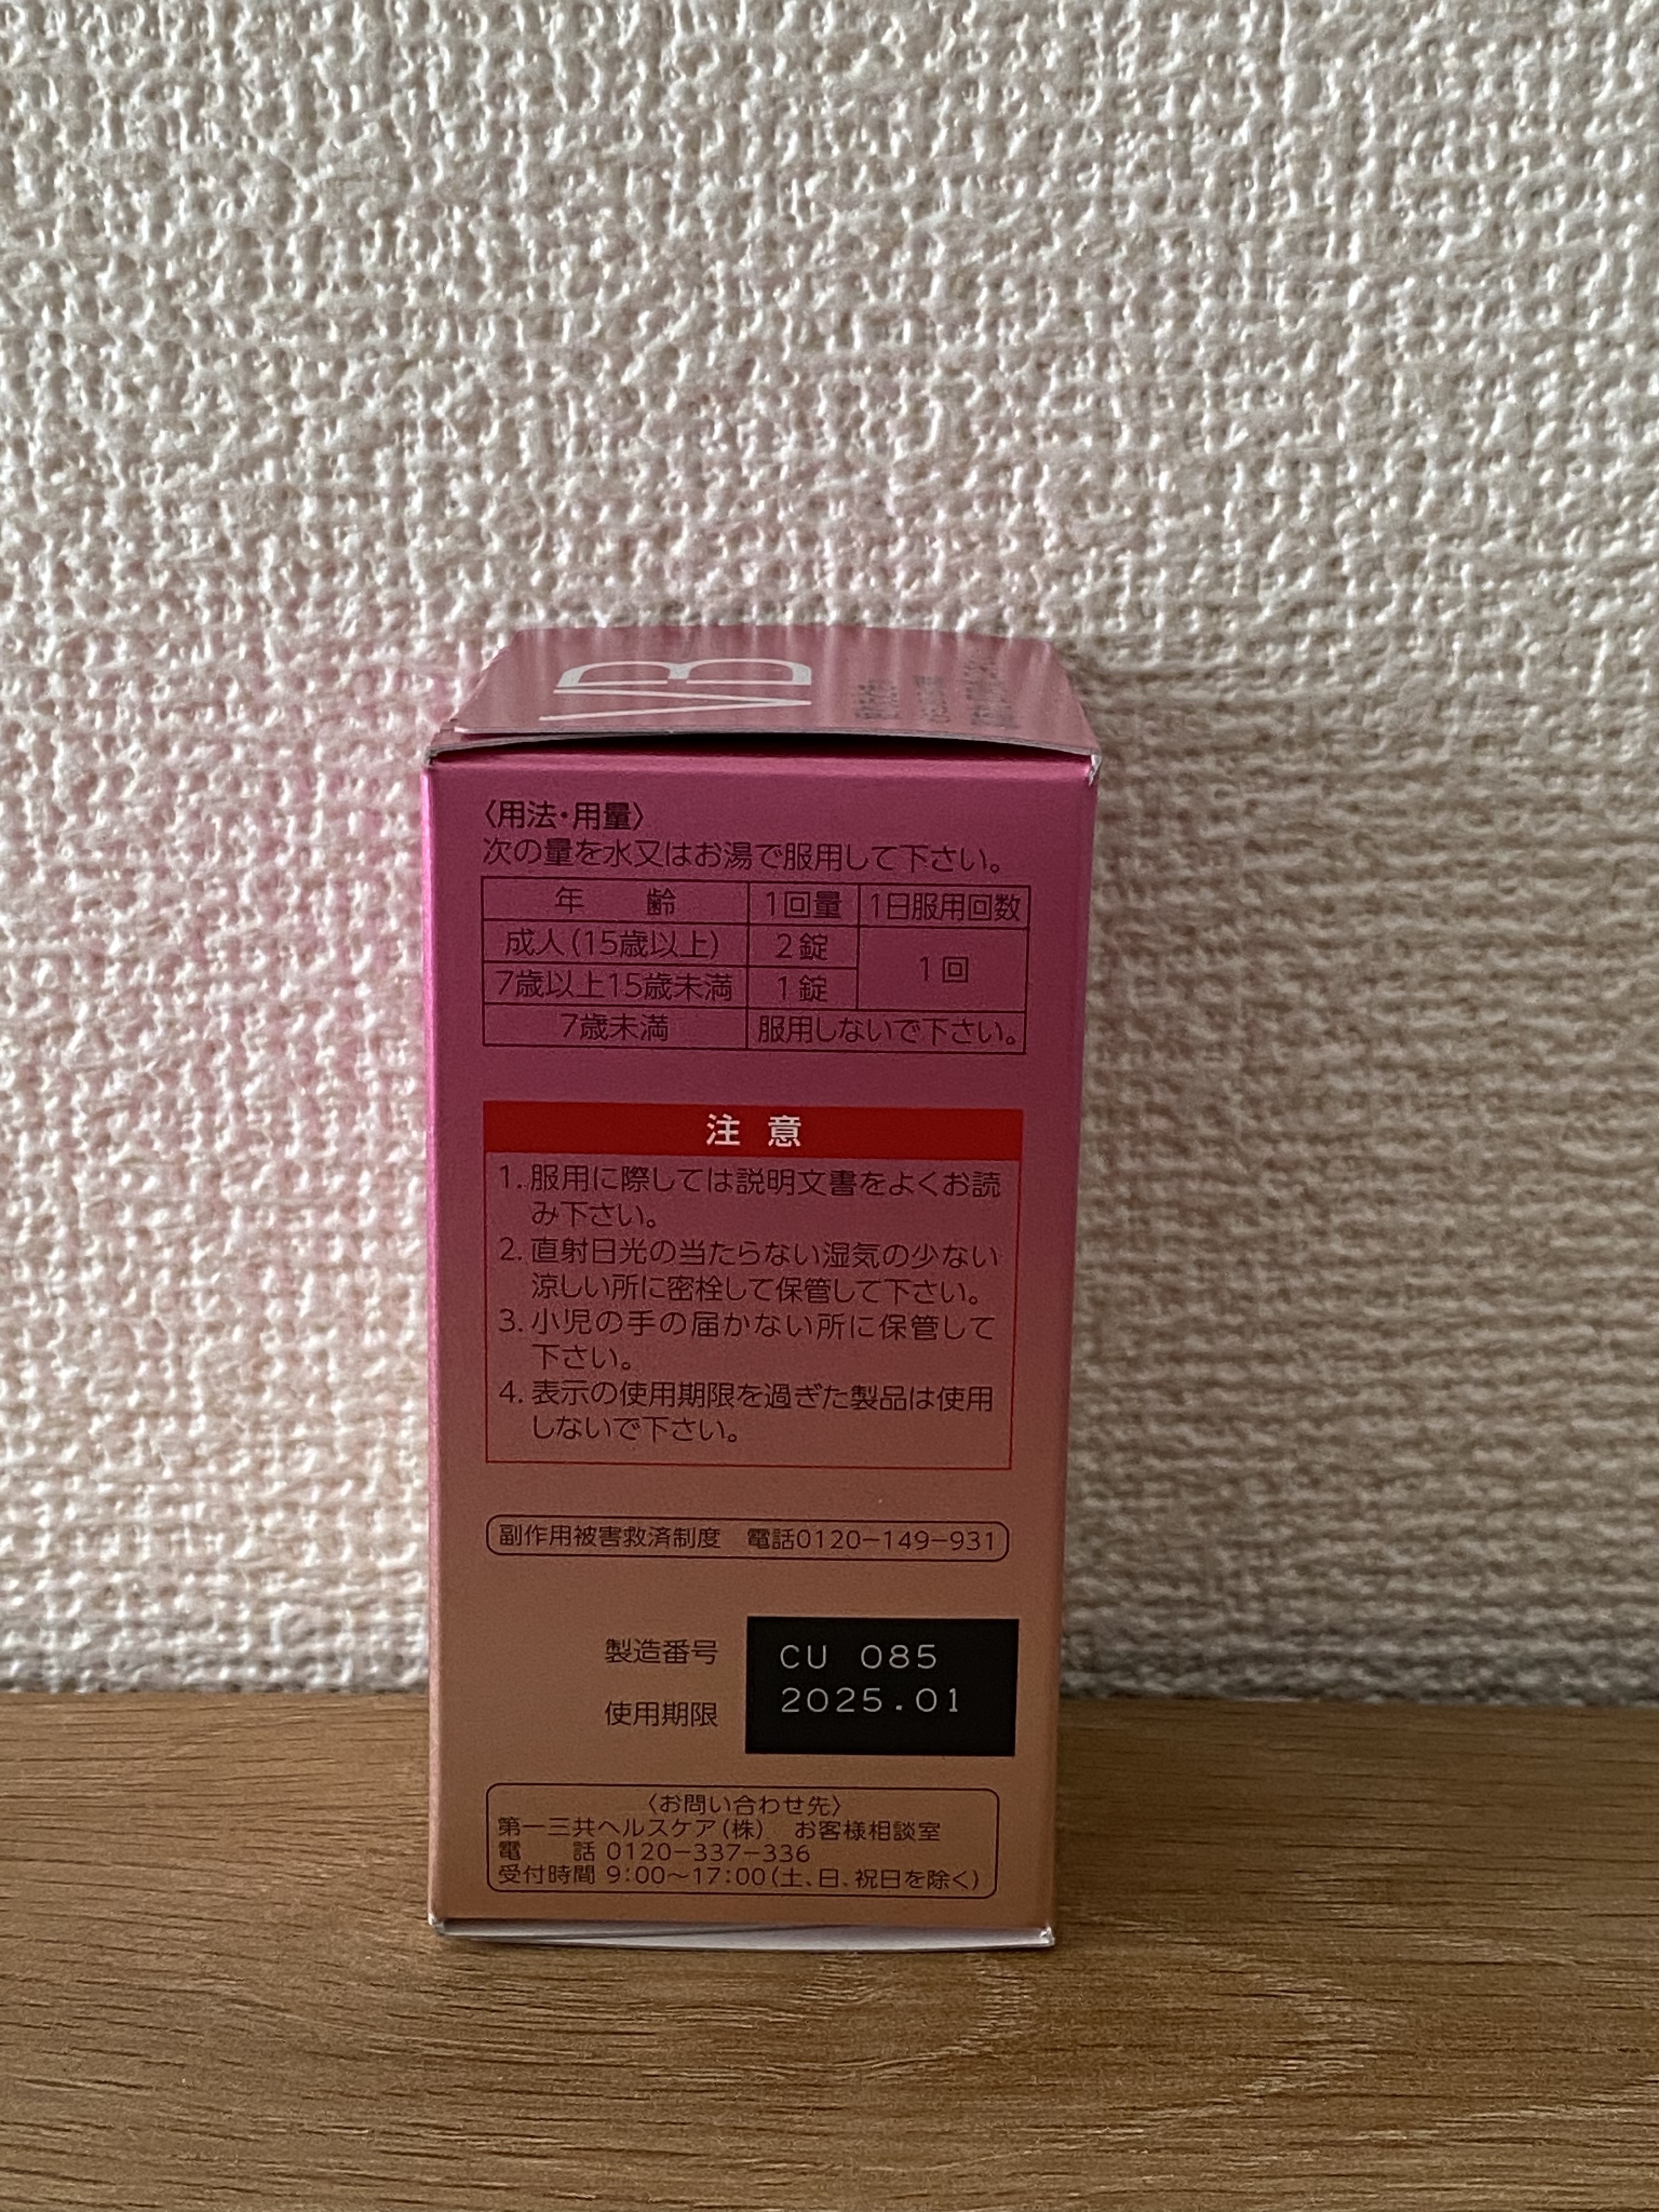 VB
〈用法・用量〉
次の量を水又はお湯で服用して下さい。
年 齢 1回量 1日服用回数
成人(15歳以上) 2錠 1回
7歳以上15歳未満 1錠
7歳未満 服用しないで下さい。
注 意
1. 服用に際しては説明文書をよくお読
み下さい。
2. 直射日光の当たらない湿気の少ない
涼しい所に密栓して保管して下さい。
3. 小児の手の届かない所に保管して
下さい。
4. 表示の使用期限を過ぎた製品は使用
しないで下さい。
副作用被害救済制度 電話0120-149-931
製造番号 CU 085
使用期限 2025.01
〈お問い合わせ先〉
第一三共ヘルスケア(株) お客様相談室
電 話 0120-337-336
受付時間 9:00〜17:00(土、日、祝日を除く)